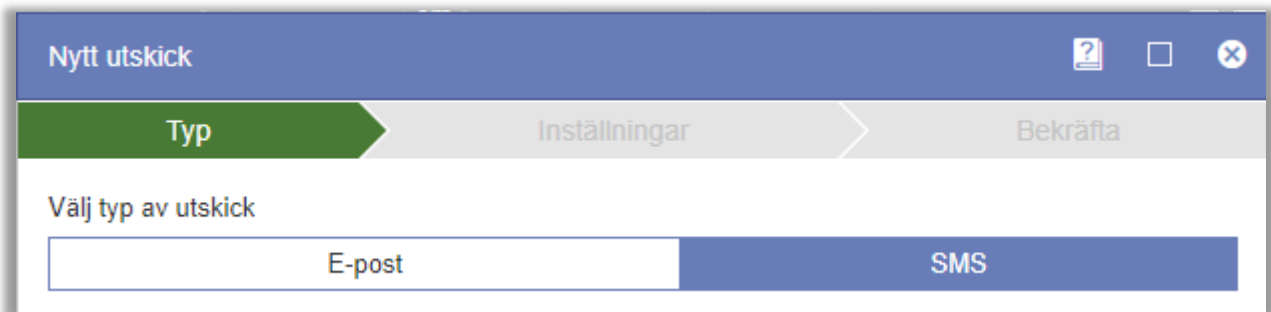 Nytt utskick
Typ Inställningar Bekräfta
Välj typ av utskick
E-post SMS